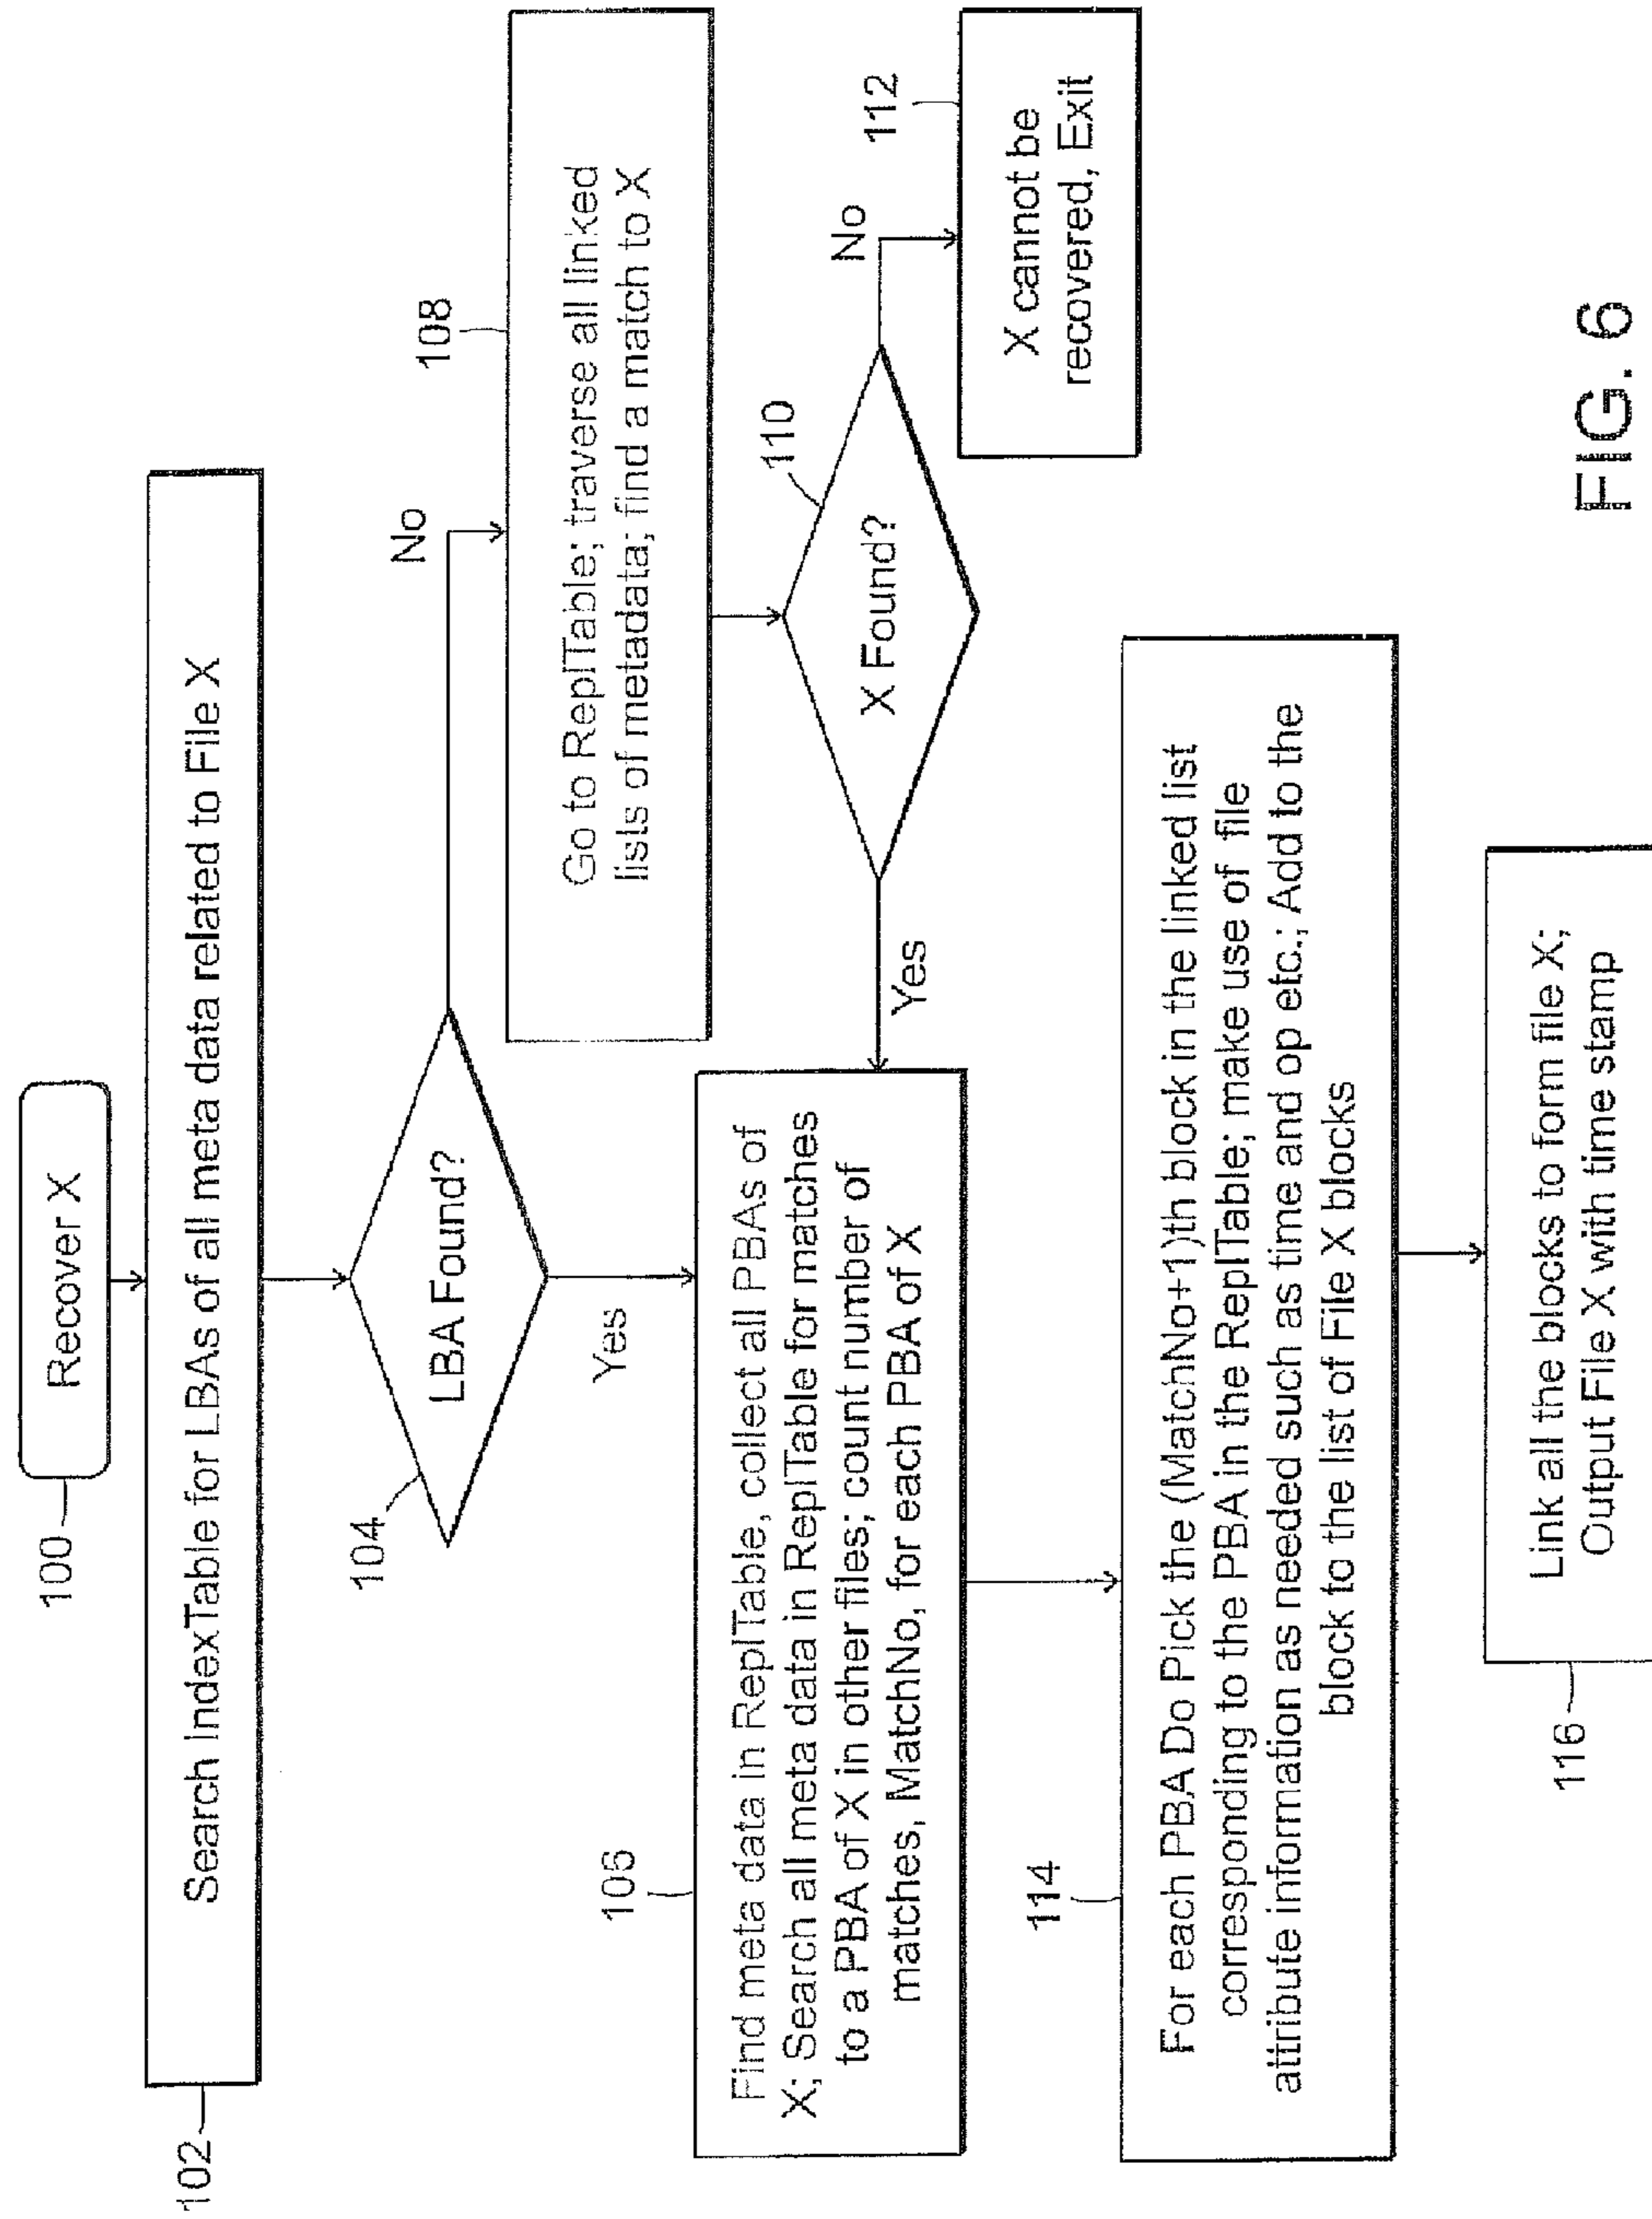 100
Recover X
102
Search IndexTable for LBAs of all meta data related to File X
104
LBA Found?
No
Yes
108
Go to ReplTable; traverse all linked
lists of metadata; find a match to X
110
X Found?
No
Yes
112
X cannot be
recovered, Exit
106
Find meta data in ReplTable, collect all PBAs of
X; Search all meta data in ReplTable for matches
to a PBA of X in other files; count number of
matches, MatchNo, for each PBA of X
114
For each PBA Do Pick the (MatchNo+1)th block in the linked list
corresponding to the PBA in the ReplTable; make use of file
attribute information as needed such as time and op etc.; Add to the
block to the list of File X blocks
116
Link all the blocks to form file X;
Output File X with time stamp
FIG. 6